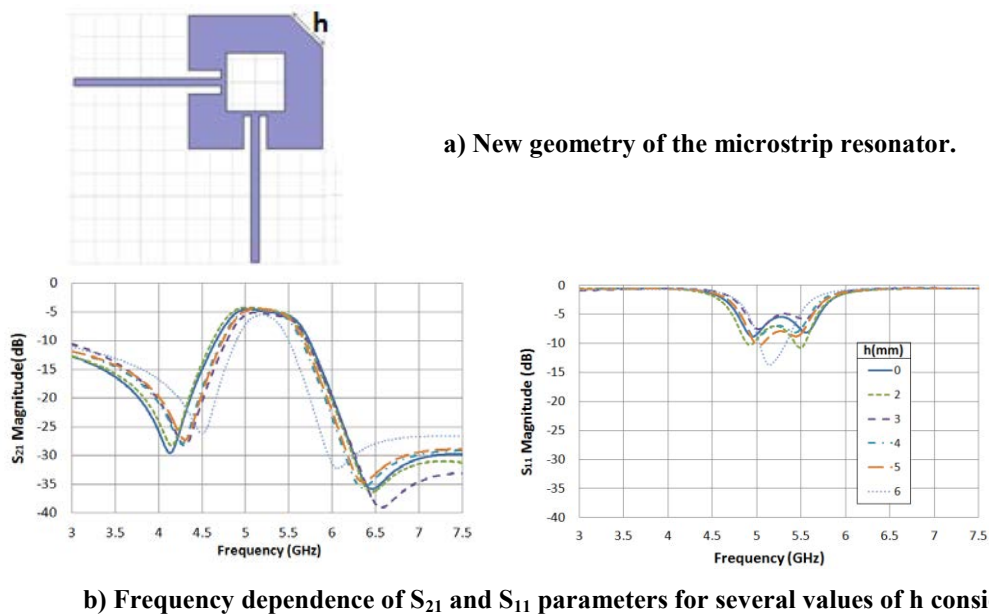 h
a) New geometry of the microstrip resonator.
0
-5
-10
-15
-20
-25
-30
-35
-40
S21 Magnitude(dB)
3 3.5 4 4.5 5 5.5 6 6.5 7 7.5
Frequency (GHz)
0
-5
-10
-15
-20
-25
-30
-35
-40
S11 Magnitude (dB)
3 3.5 4 4.5 5 5.5 6 6.5 7 7.5
Frequency (GHz)
h(mm)
0
2
3
4
5
6
b) Frequency dependence of S21 and S11 parameters for several values of h consi